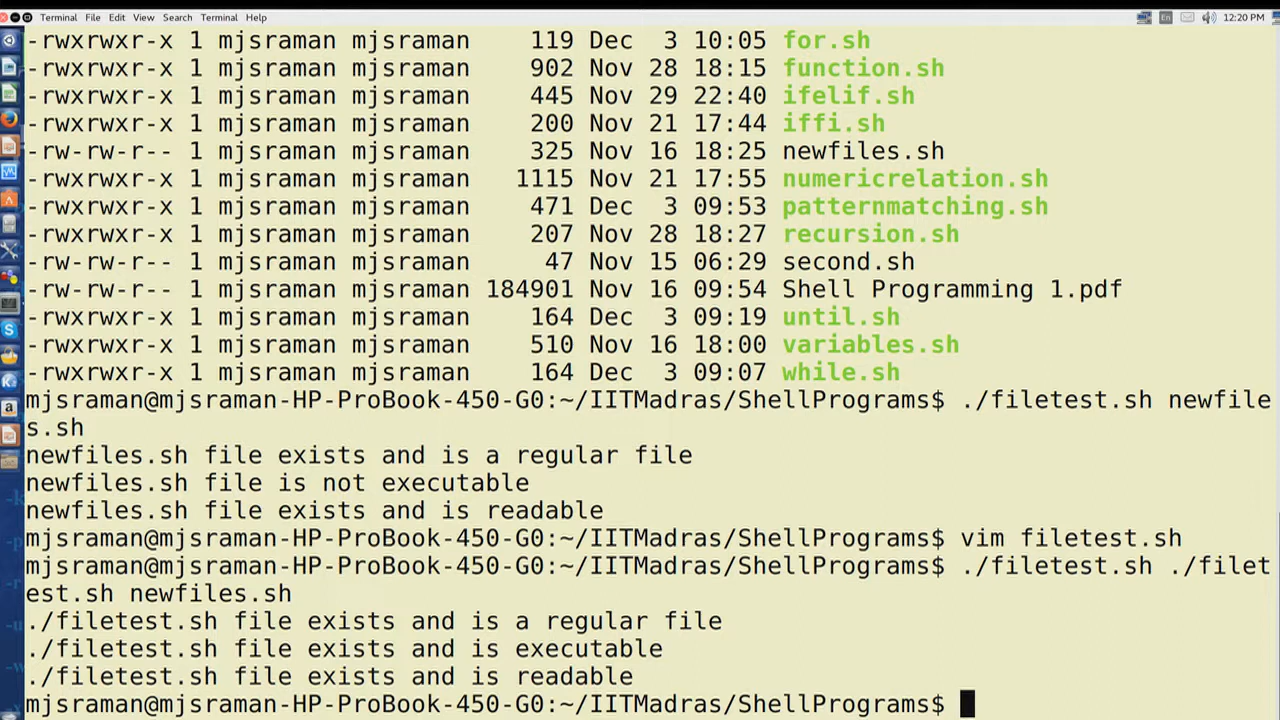 Terminal File Edit View Search Terminal Help En 12:20 PM
-rwxrwxr-x 1 mjsraman mjsraman 119 Dec 3 10:05 for.sh
-rwxrwxr-x 1 mjsraman mjsraman 902 Nov 28 18:15 function.sh
-rwxrwxr-x 1 mjsraman mjsraman 445 Nov 29 22:40 ifelif.sh
-rwxrwxr-x 1 mjsraman mjsraman 200 Nov 21 17:44 iffi.sh
-rw-rw-r-- 1 mjsraman mjsraman 325 Nov 16 18:25 newfiles.sh
-rwxrwxr-x 1 mjsraman mjsraman 1115 Nov 21 17:55 numericrelation.sh
-rwxrwxr-x 1 mjsraman mjsraman 471 Dec 3 09:53 patternmatching.sh
-rwxrwxr-x 1 mjsraman mjsraman 207 Nov 28 18:27 recursion.sh
-rw-rw-r-- 1 mjsraman mjsraman 47 Nov 15 06:29 second.sh
-rw-rw-r-- 1 mjsraman mjsraman 184901 Nov 16 09:54 Shell Programming 1.pdf
-rwxrwxr-x 1 mjsraman mjsraman 164 Dec 3 09:19 until.sh
-rwxrwxr-x 1 mjsraman mjsraman 510 Nov 16 18:00 variables.sh
-rwxrwxr-x 1 mjsraman mjsraman 164 Dec 3 09:07 while.sh
mjsraman@mjsraman-HP-ProBook-450-G0:~/IITMadras/ShellPrograms$ ./filetest.sh newfile
s.sh
newfiles.sh file exists and is a regular file
newfiles.sh file is not executable
newfiles.sh file exists and is readable
mjsraman@mjsraman-HP-ProBook-450-G0:~/IITMadras/ShellPrograms$ vim filetest.sh
mjsraman@mjsraman-HP-ProBook-450-G0:~/IITMadras/ShellPrograms$ ./filetest.sh ./filet
est.sh newfiles.sh
./filetest.sh file exists and is a regular file
./filetest.sh file exists and is executable
./filetest.sh file exists and is readable
mjsraman@mjsraman-HP-ProBook-450-G0:~/IITMadras/ShellPrograms$